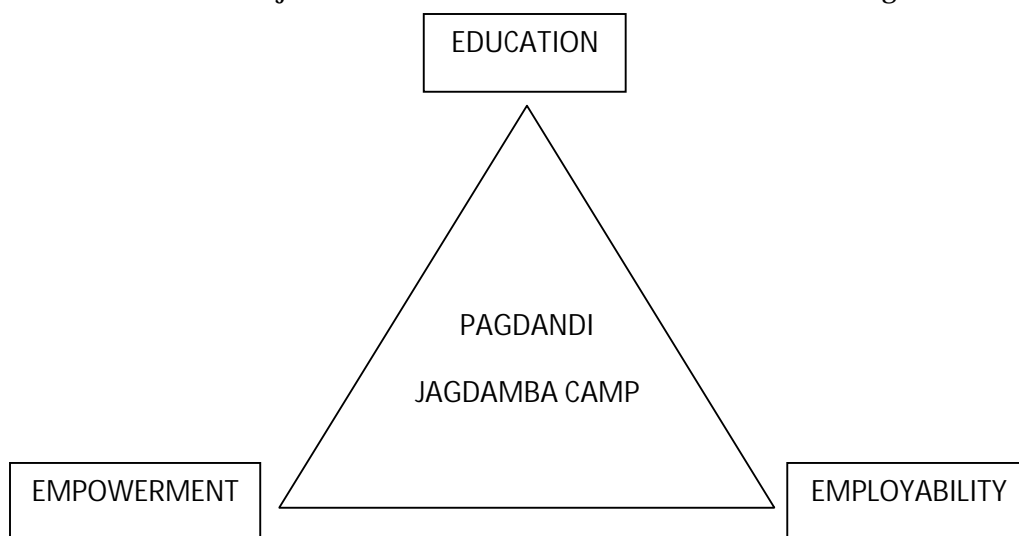 EDUCATION
PAGDANDI
JAGDAMBA CAMP
EMPOWERMENT
EMPLOYABILITY